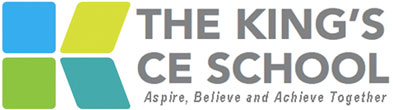 THE KING'S
CE SCHOOL
Aspire, Believe and Achieve Together